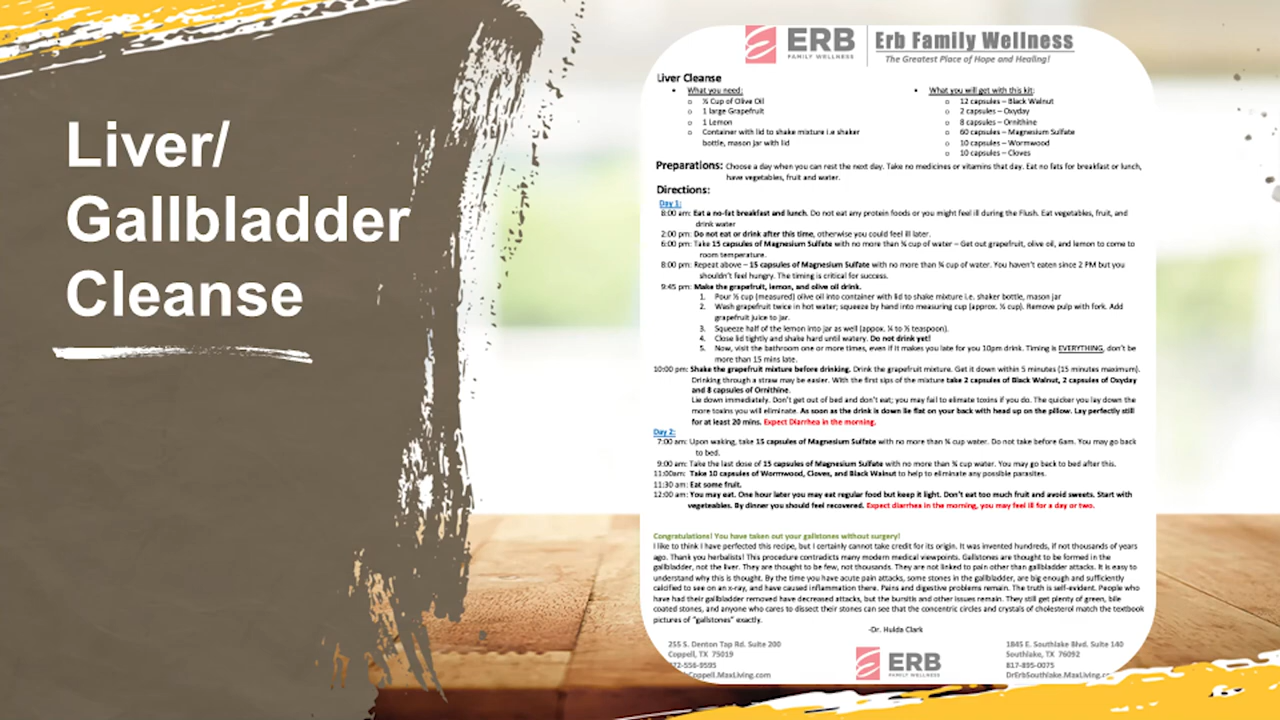 Liver/
Gallbladder
Cleanse
ERB
FAMILY WELLNESS
Erb Family Wellness
The Greatest Place of Hope and Healing!
Liver Cleanse
• What you need:
o ½ Cup of Olive Oil
o 1 large Grapefruit
o 1 Lemon
o Container with lid to shake mixture i.e shaker
bottle, mason jar with lid
• What you will get with this kit:
o 12 capsules – Black Walnut
o 2 capsules – Oxyday
o 8 capsules – Ornithine
o 60 capsules – Magnesium Sulfate
o 10 capsules – Wormwood
o 10 capsules – Cloves
Preparations: Choose a day when you can rest the next day. Take no medicines or vitamins that day. Eat no fats for breakfast or lunch,
have vegetables, fruit and water.
Directions:
Day 1:
8:00 am: Eat a no-fat breakfast and lunch. Do not eat any protein foods or you might feel ill during the Flush. Eat vegetables, fruit, and
drink water
2:00 pm: Do not eat or drink after this time, otherwise you could feel ill later.
6:00 pm: Take 15 capsules of Magnesium Sulfate with no more than ¾ cup of water – Get out grapefruit, olive oil, and lemon to come to
room temperature.
8:00 pm: Repeat above – 15 capsules of Magnesium Sulfate with no more than ¾ cup of water. You haven't eaten since 2 PM but you
shouldn't feel hungry. The timing is critical for success.
9:45 pm: Make the grapefruit, lemon, and olive oil drink.
1. Pour ½ cup (measured) olive oil into container with lid to shake mixture i.e. shaker bottle, mason jar
2. Wash grapefruit twice in hot water; squeeze by hand into measuring cup (approx. ½ cup). Remove pulp with fork. Add
grapefruit juice to jar.
3. Squeeze half of the lemon into jar as well (appox. ¼ to ½ teaspoon).
4. Close lid tightly and shake hard until watery. Do not drink yet!
5. Now, visit the bathroom one or more times, even if it makes you late for you 10pm drink. Timing is EVERYTHING, don't be
more than 15 mins late.
10:00 pm: Shake the grapefruit mixture before drinking. Drink the grapefruit mixture. Get it down within 5 minutes (15 minutes maximum).
Drinking through a straw may be easier. With the first sips of the mixture take 2 capsules of Black Walnut, 2 capsules of Oxyday
and 8 capsules of Ornithine.
Lie down immediately. Don't get out of bed and don't eat; you may fail to elimate toxins if you do. The quicker you lay down the
more toxins you will eliminate. As soon as the drink is down lie flat on your back with head up on the pillow. Lay perfectly still
for at least 20 mins. Expect Diarrhea in the morning.
Day 2:
7:00 am: Upon waking, take 15 capsules of Magnesium Sulfate with no more than ¾ cup water. Do not take before 6am. You may go back
to bed.
9:00 am: Take the last dose of 15 capsules of Magnesium Sulfate with no more than ¾ cup water. You may go back to bed after this.
11:00am: Take 10 capsules of Wormwood, Cloves, and Black Walnut to help to eliminate any possible parasites.
11:30 am: Eat some fruit.
12:00 am: You may eat. One hour later you may eat regular food but keep it light. Don't eat too much fruit and avoid sweets. Start with
vegeteables. By dinner you should feel recovered. Expect diarrhea in the morning, you may feel ill for a day or two.
Congratulations! You have taken out your gallstones without surgery!
I like to think I have perfected this recipe, but I certainly cannot take credit for its origin. It was invented hundreds, if not thousands of years
ago. Thank you herbalists! This procedure contradicts many modern medical viewpoints. Gallstones are thought to be formed in the
gallbladder, not the liver. They are thought to be few, not thousands. They are not linked to pain other than gallbladder attacks. It is easy to
understand why this is thought. By the time you have acute pain attacks, some stones in the gallbladder, are big enough and sufficiently
calcified to see on an x-ray, and have caused inflammation there. Pains and digestive problems remain. The truth is self-evident. People who
have had their gallbladder removed have decreased attacks, but the bursitis and other issues remain. They still get plenty of green, bile
coated stones, and anyone who cares to dissect their stones can see that the concentric circles and crystals of cholesterol match the textbook
pictures of "gallstones" exactly.
-Dr. Hulda Clark
255 S. Denton Tap Rd. Suite 200
Coppell, TX 75019
72-556-9595
Coppell.MaxLiving.com
ERB
FAMILY WELLNESS
1845 E. Southlake Blvd. Suite 140
Southlake, TX 76092
817-895-0075
DrErbSouthlake.MaxLiving.c